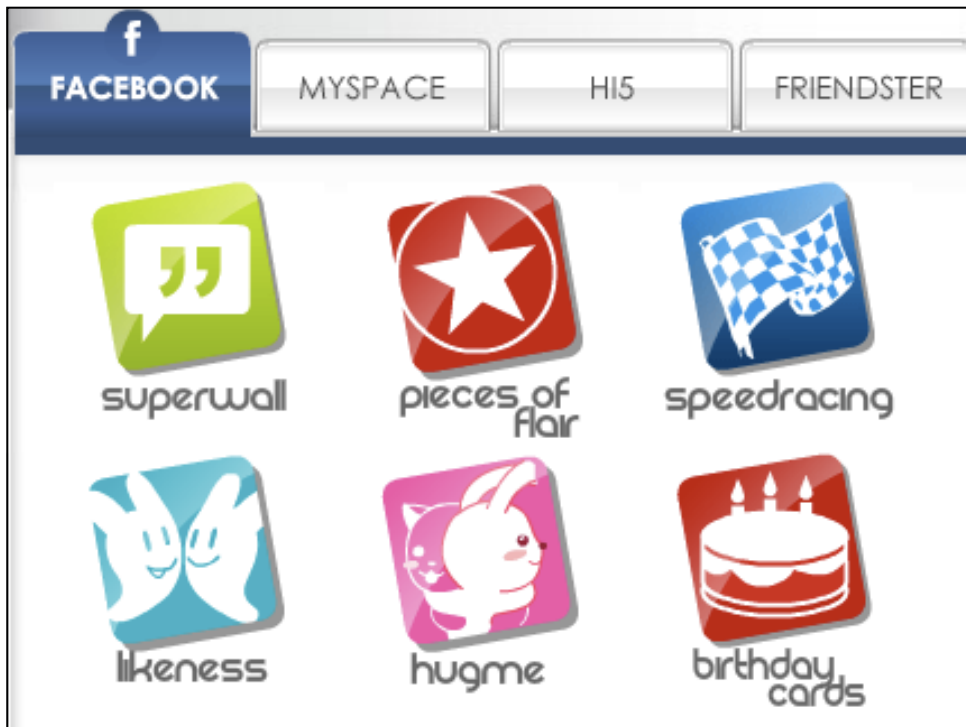 f
FACEBOOK
MYSPACE
HI5
FRIENDSTER
superwall
pieces of
flair
speedracing
likeness
hugme
birthday
cards